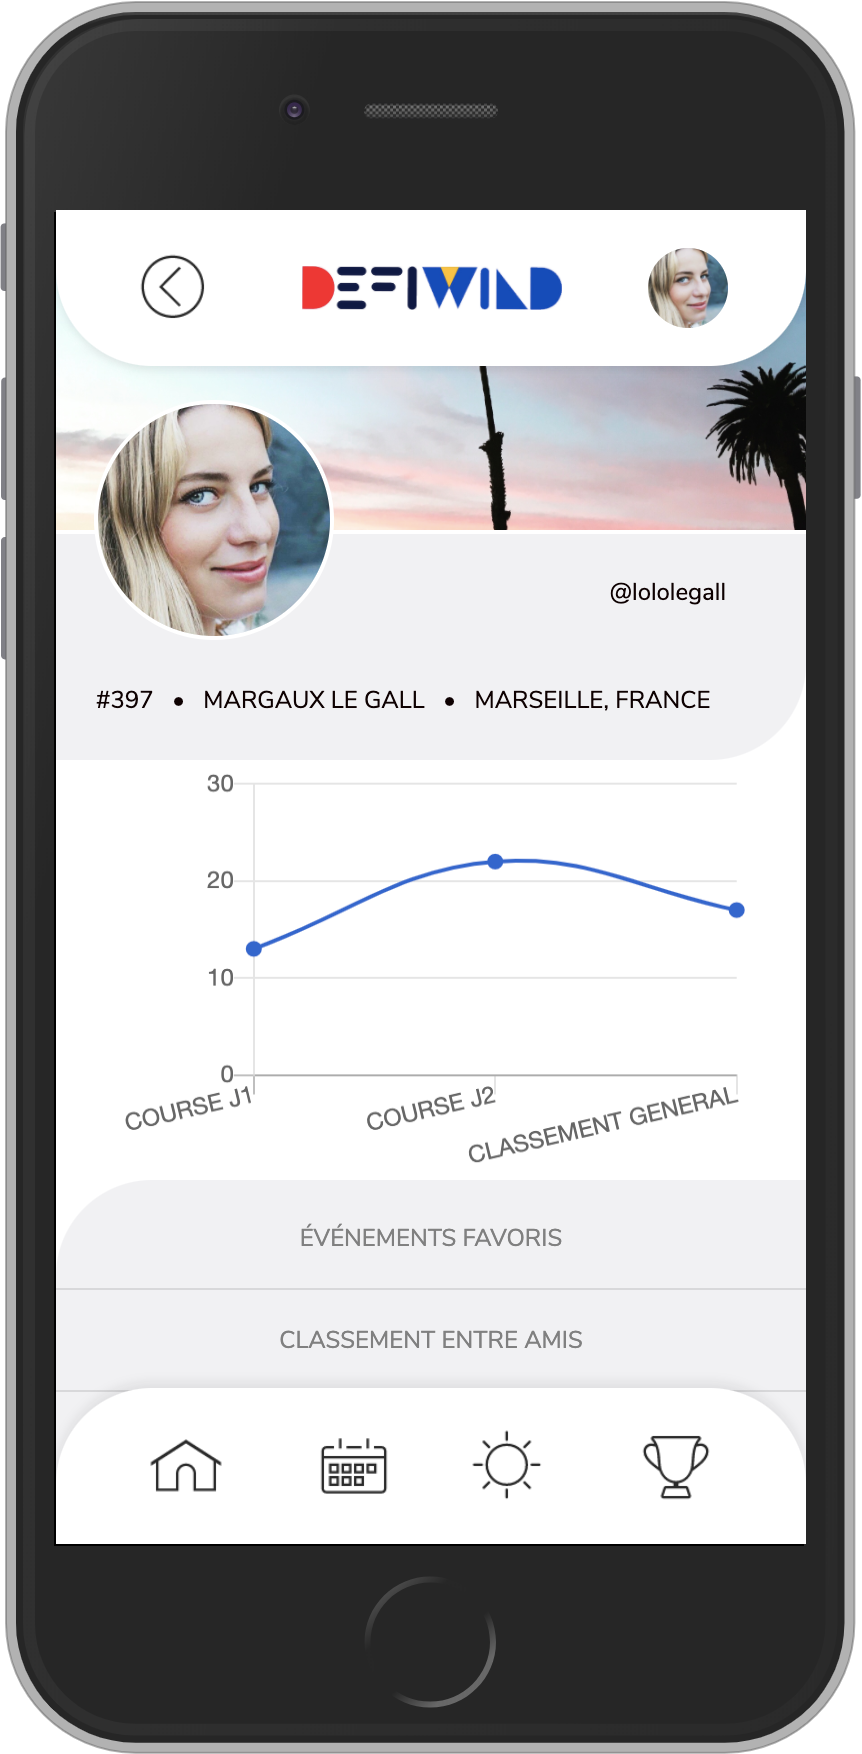 DEFIWILD
@lololegall
#397 • MARGAUX LE GALL • MARSEILLE, FRANCE
30
20
10
0
COURSE J1
COURSE J2
CLASSEMENT GENERAL
ÉVÉNEMENTS FAVORIS
CLASSEMENT ENTRE AMIS